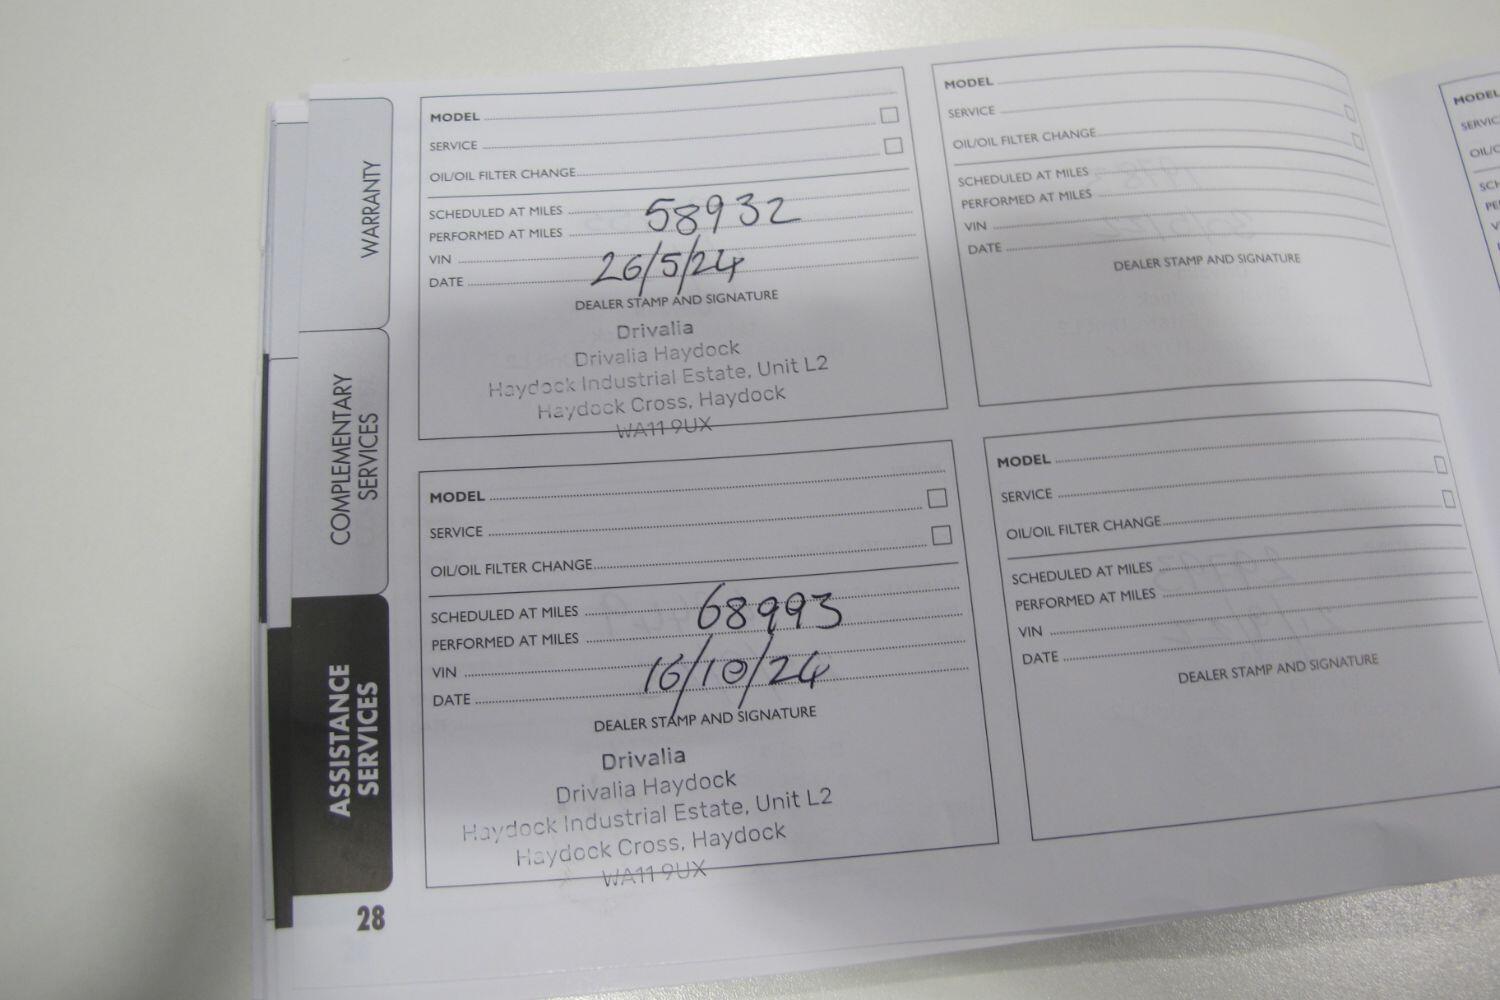 WARRANTY
COMPLEMENTARY
SERVICES
ASSISTANCE
SERVICES
28
MODEL
SERVICE
OIL/OIL FILTER CHANGE
SCHEDULED AT MILES
PERFORMED AT MILES 58932
VIN
DATE 26/5/24
DEALER STAMP AND SIGNATURE
Drivalia
Drivalia Haydock
Haydock Industrial Estate, Unit L2
Haydock Cross, Haydock
WA11 9UX
MODEL
SERVICE
OIL/OIL FILTER CHANGE
SCHEDULED AT MILES
PERFORMED AT MILES 68993
VIN
DATE 16/10/24
DEALER STAMP AND SIGNATURE
Drivalia
Drivalia Haydock
Haydock Industrial Estate, Unit L2
Haydock Cross, Haydock
WA11 9UX
MODEL
SERVICE
OIL/OIL FILTER CHANGE
SCHEDULED AT MILES
PERFORMED AT MILES
VIN
DATE
DEALER STAMP AND SIGNATURE
MODEL
SERVICE
OIL/OIL FILTER CHANGE
SCHEDULED AT MILES
PERFORMED AT MILES
VIN
DATE
DEALER STAMP AND SIGNATURE
MODEL